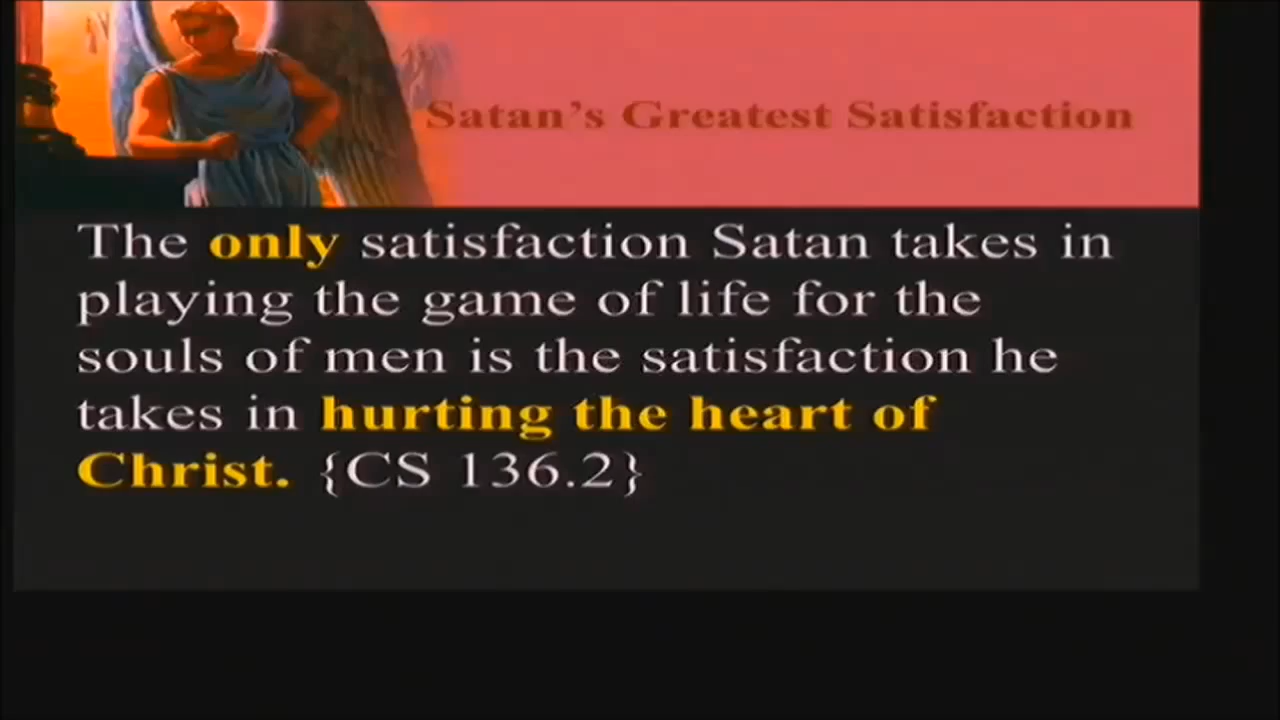 Satan's Greatest Satisfaction
The only satisfaction Satan takes in
playing the game of life for the
souls of men is the satisfaction he
takes in hurting the heart of
Christ. {CS 136.2}